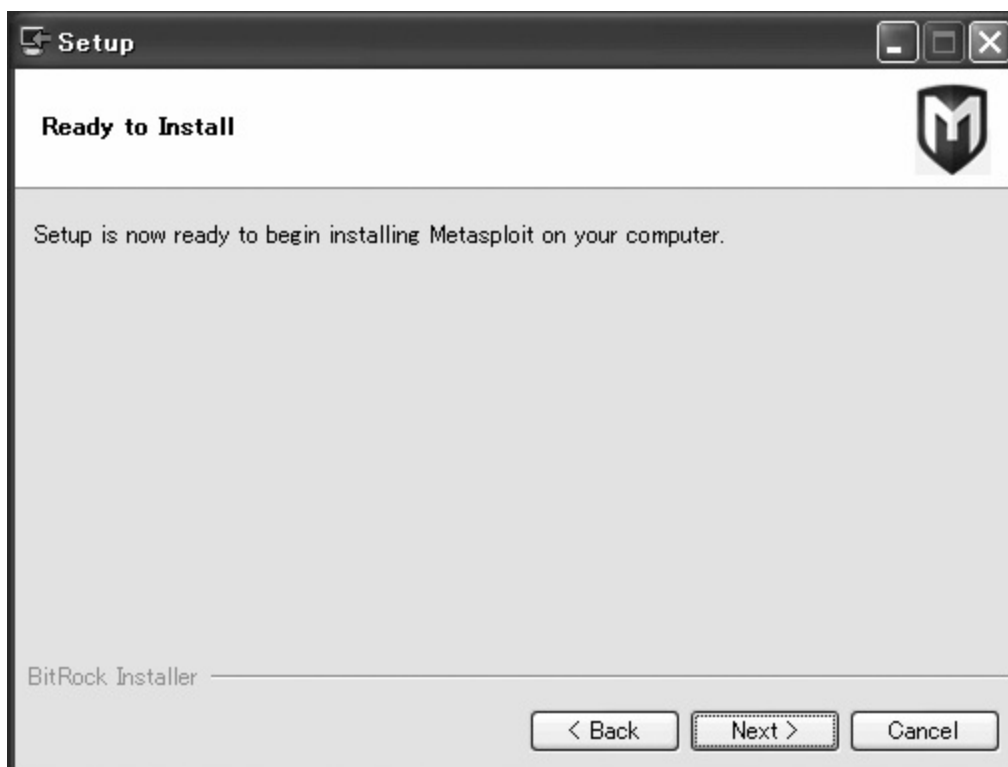 Setup
Ready to Install
Setup is now ready to begin installing Metasploit on your computer.
BitRock Installer
< Back
Next >
Cancel